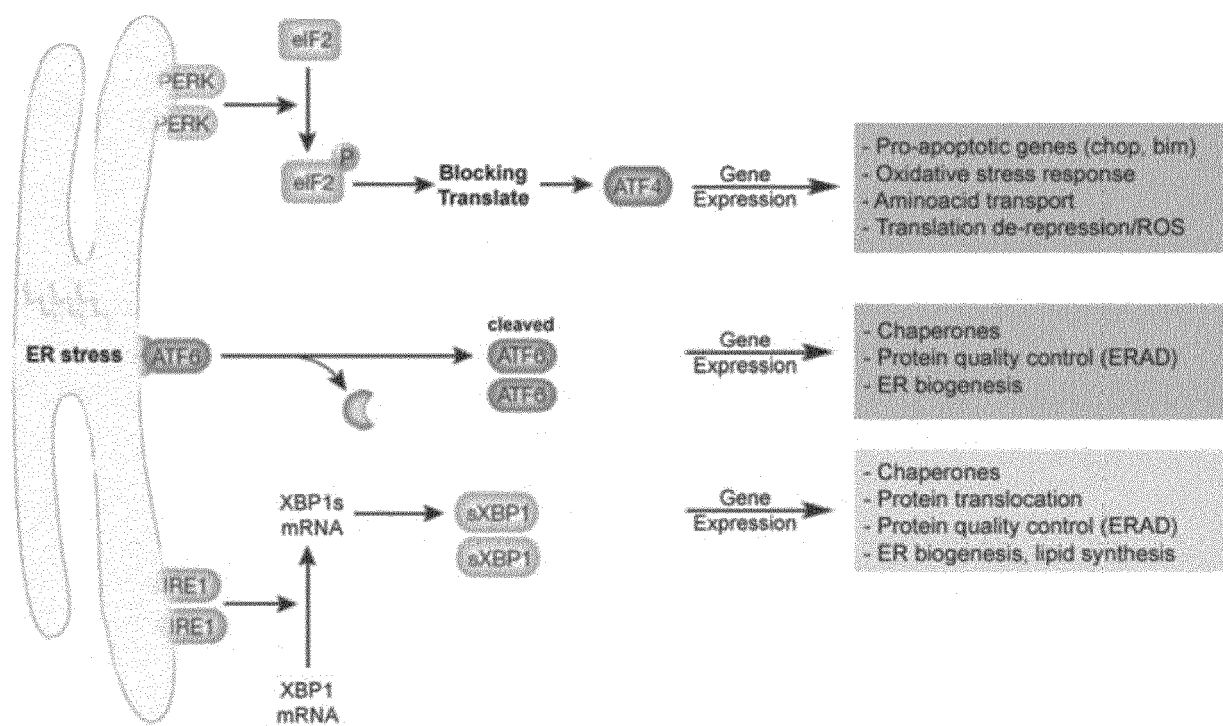 eIF2
PERK
PERK
P
eIF2
Blocking
Translate
ATF4
Gene
Expression
- Pro-apoptotic genes (chop, bim)
- Oxidative stress response
- Aminoacid transport
- Translation de-repression/ROS
ER stress
ATF6
cleaved
ATF6
ATF6
Gene
Expression
- Chaperones
- Protein quality control (ERAD)
- ER biogenesis
XBP1s
mRNA
sXBP1
sXBP1
Gene
Expression
- Chaperones
- Protein translocation
- Protein quality control (ERAD)
- ER biogenesis, lipid synthesis
IRE1
IRE1
XBP1
mRNA